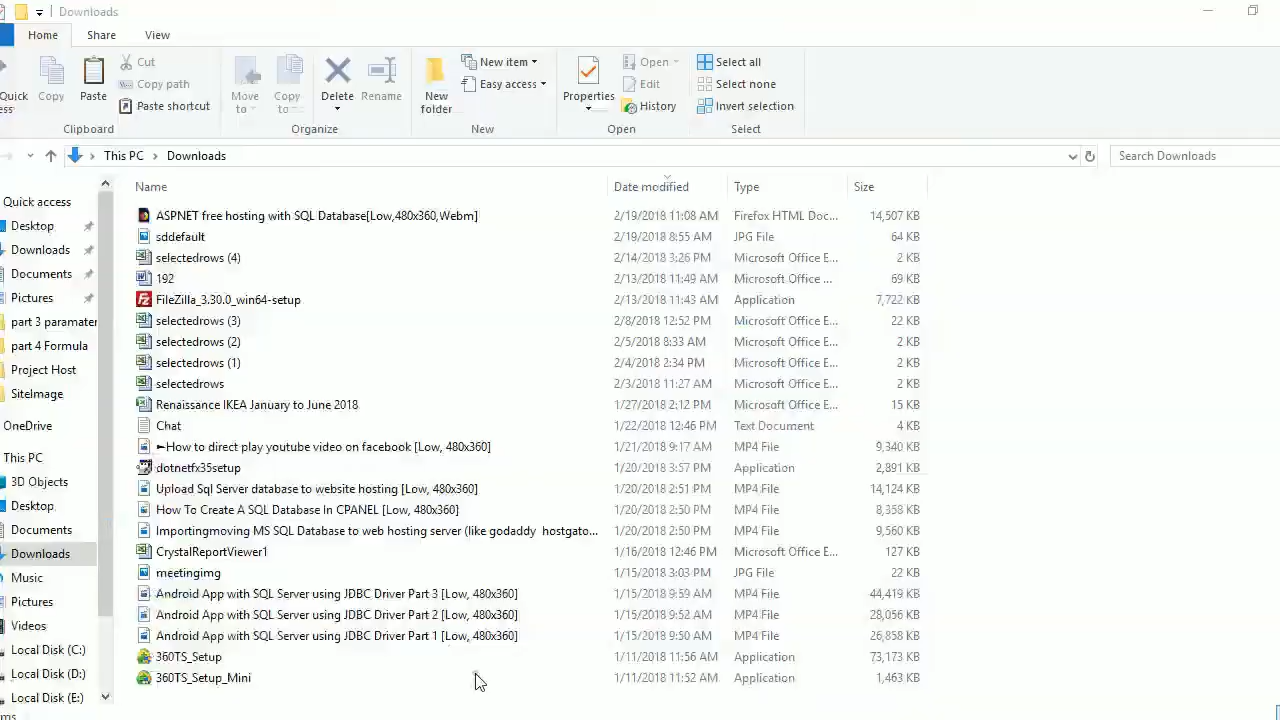 Downloads
Home Share View
Quick
Copy
Paste
Cut
Copy path
Paste shortcut
Clipboard
Move to
Copy to
Delete
Rename
Organize
New folder
New item
Easy access
New
Properties
Open
Edit
History
Open
Select all
Select none
Invert selection
Select
This PC > Downloads
Search Downloads
Name Date modified Type Size
Quick access
Desktop
Downloads
Documents
Pictures
part 3 paramater
part 4 Formula
Project Host
SiteImage
OneDrive
This PC
3D Objects
Desktop
Documents
Downloads
Music
Pictures
Videos
Local Disk (C:)
Local Disk (D:)
Local Disk (E:)
ASPNET free hosting with SQL Database[Low,480x360,Webm] 2/19/2018 11:08 AM Firefox HTML Doc... 14,507 KB
sddefault 2/19/2018 8:55 AM JPG File 64 KB
selectedrows (4) 2/14/2018 3:26 PM Microsoft Office E... 2 KB
192 2/13/2018 11:49 AM Microsoft Office ... 69 KB
FileZilla_3.30.0_win64-setup 2/13/2018 11:43 AM Application 7,722 KB
selectedrows (3) 2/8/2018 12:52 PM Microsoft Office E... 22 KB
selectedrows (2) 2/5/2018 8:33 AM Microsoft Office E... 2 KB
selectedrows (1) 2/4/2018 2:34 PM Microsoft Office E... 2 KB
selectedrows 2/3/2018 11:27 AM Microsoft Office E... 2 KB
Renaissance IKEA January to June 2018 1/27/2018 2:12 PM Microsoft Office E... 15 KB
Chat 1/22/2018 12:46 PM Text Document 4 KB
►How to direct play youtube video on facebook [Low, 480x360] 1/21/2018 9:17 AM MP4 File 9,340 KB
dotnetfx35setup 1/20/2018 3:57 PM Application 2,891 KB
Upload Sql Server database to website hosting [Low, 480x360] 1/20/2018 2:51 PM MP4 File 14,124 KB
How To Create A SQL Database In CPANEL [Low, 480x360] 1/20/2018 2:50 PM MP4 File 8,358 KB
Importingmoving MS SQL Database to web hosting server (like godaddy hostgato... 1/20/2018 2:50 PM MP4 File 9,560 KB
CrystalReportViewer1 1/16/2018 12:46 PM Microsoft Office E... 127 KB
meetingimg 1/15/2018 3:03 PM JPG File 22 KB
Android App with SQL Server using JDBC Driver Part 3 [Low, 480x360] 1/15/2018 9:59 AM MP4 File 44,419 KB
Android App with SQL Server using JDBC Driver Part 2 [Low, 480x360] 1/15/2018 9:52 AM MP4 File 28,056 KB
Android App with SQL Server using JDBC Driver Part 1 [Low, 480x360] 1/15/2018 9:50 AM MP4 File 26,858 KB
360TS_Setup 1/11/2018 11:56 AM Application 73,173 KB
360TS_Setup_Mini 1/11/2018 11:52 AM Application 1,463 KB